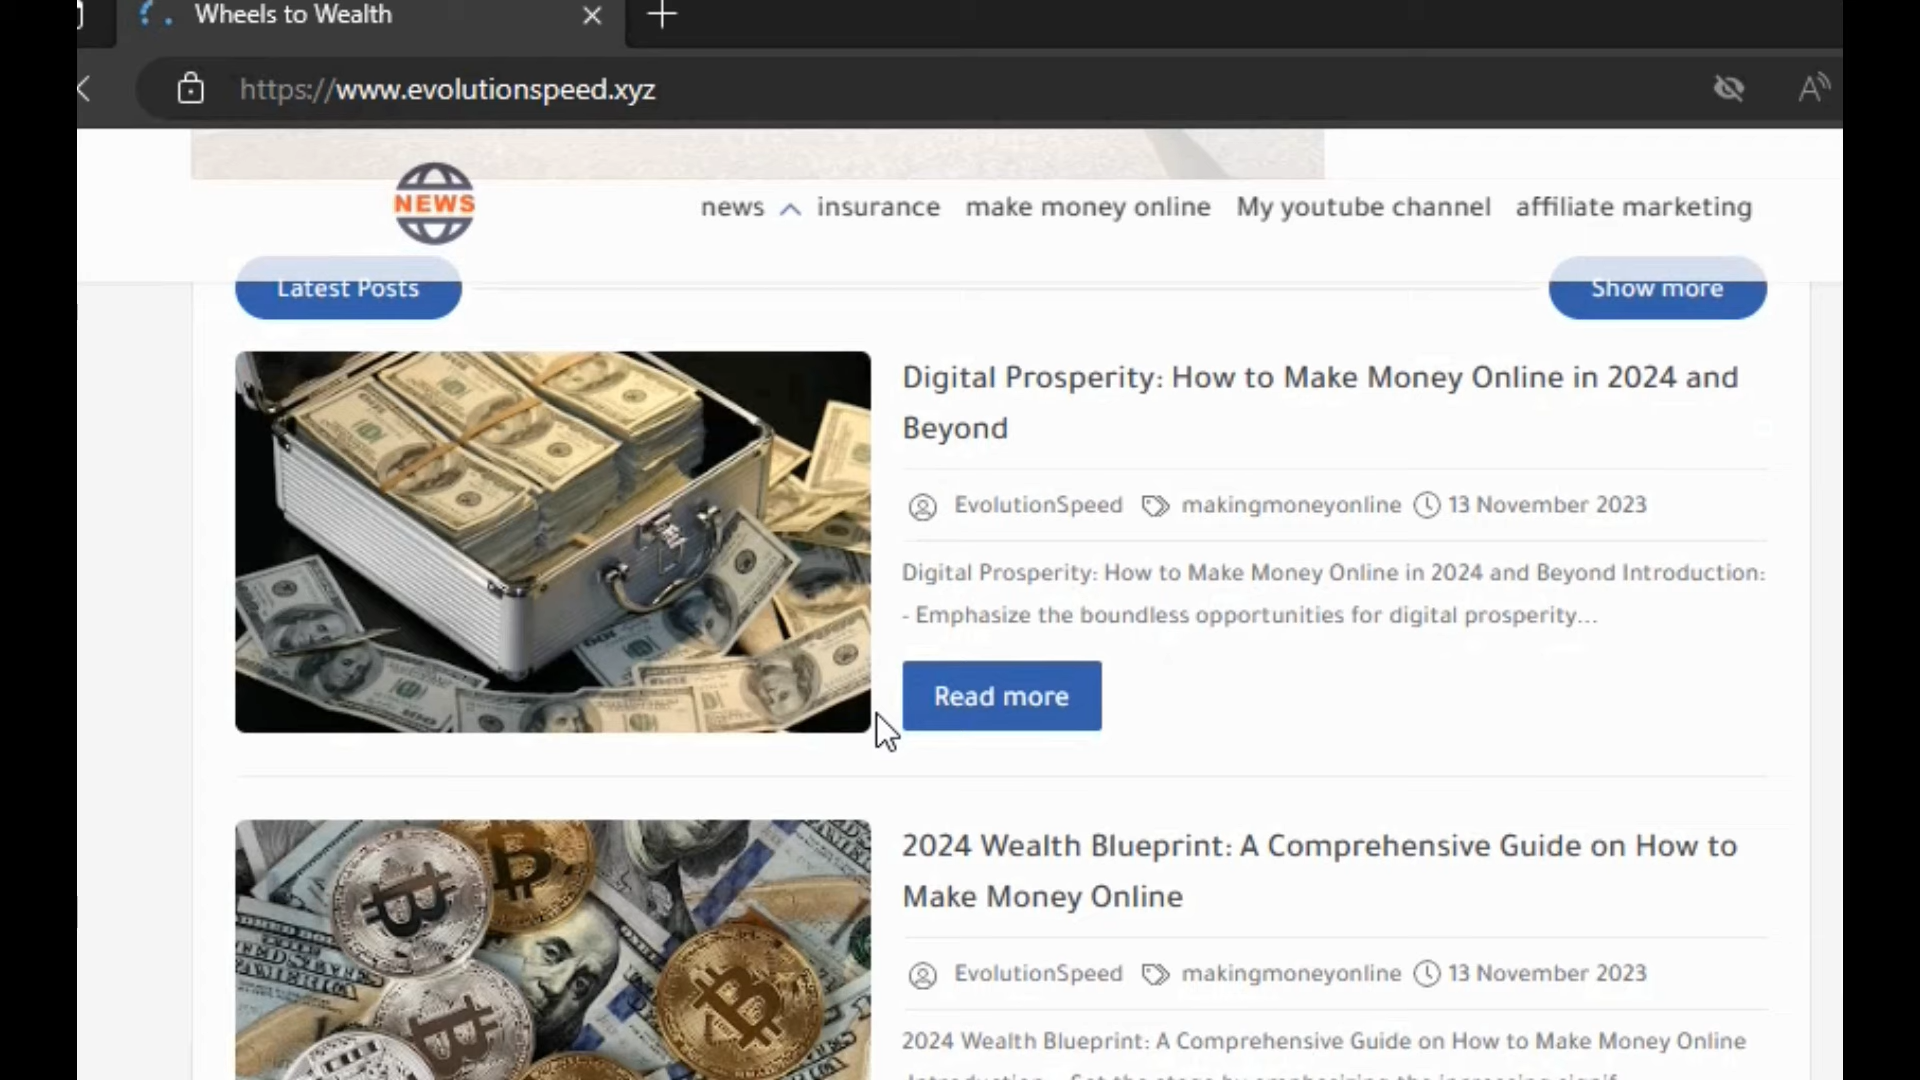 Wheels to Wealth
https://www.evolutionspeed.xyz
NEWS
news insurance make money online My youtube channel affiliate marketing
Latest Posts
Show more
Digital Prosperity: How to Make Money Online in 2024 and
Beyond
EvolutionSpeed makingmoneyonline 13 November 2023
Digital Prosperity: How to Make Money Online in 2024 and Beyond Introduction:
- Emphasize the boundless opportunities for digital prosperity...
Read more
2024 Wealth Blueprint: A Comprehensive Guide on How to
Make Money Online
EvolutionSpeed makingmoneyonline 13 November 2023
2024 Wealth Blueprint: A Comprehensive Guide on How to Make Money Online